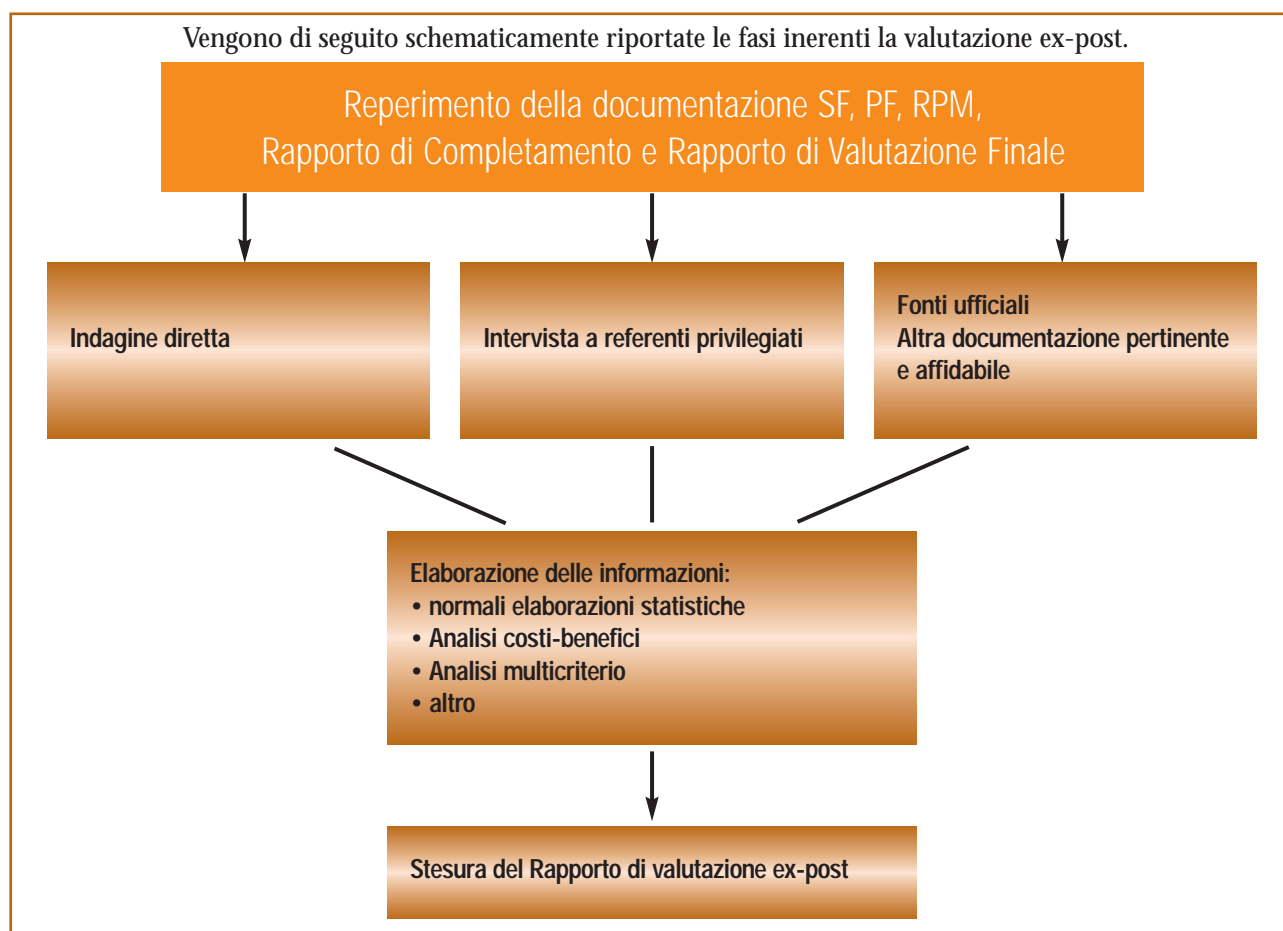 Vengono di seguito schematicamente riportate le fasi inerenti la valutazione ex-post.
Reperimento della documentazione SF, PF, RPM,
Rapporto di Completamento e Rapporto di Valutazione Finale
Indagine diretta
Intervista a referenti privilegiati
Fonti ufficiali
Altra documentazione pertinente
e affidabile
Elaborazione delle informazioni:
• normali elaborazioni statistiche
• Analisi costi-benefici
• Analisi multicriterio
• altro
Stesura del Rapporto di valutazione ex-post